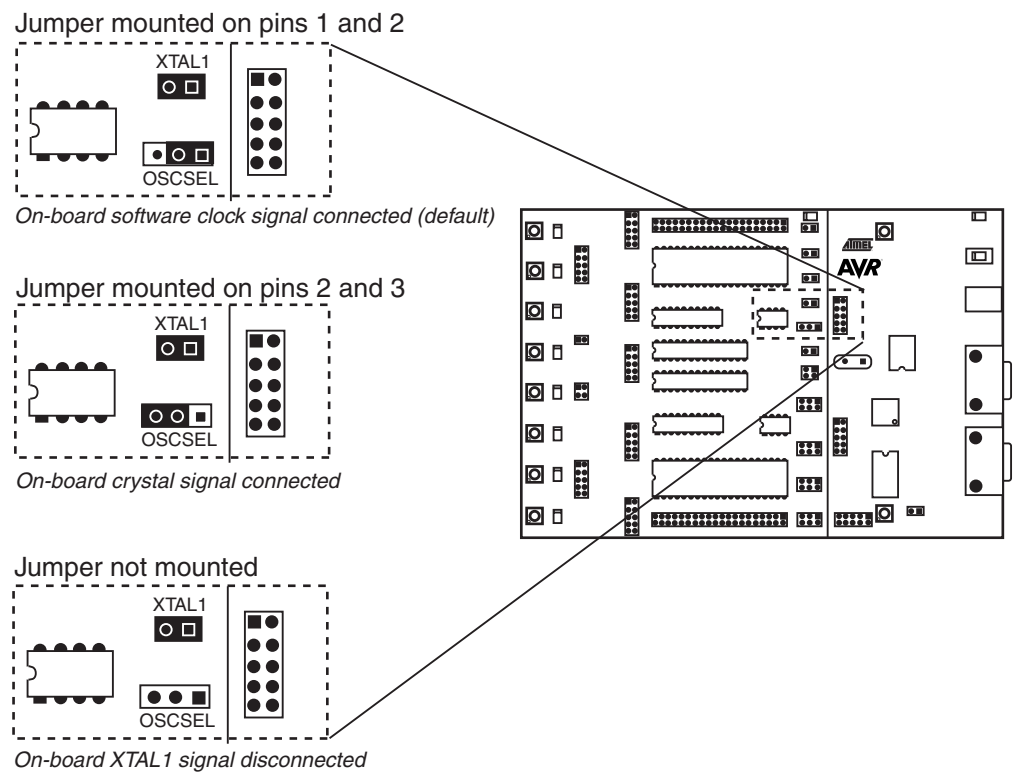 Jumper mounted on pins 1 and 2
XTAL1
OSCSEL
On-board software clock signal connected (default)
ATMEL
AVR
Jumper mounted on pins 2 and 3
XTAL1
OSCSEL
On-board crystal signal connected
Jumper not mounted
XTAL1
OSCSEL
On-board XTAL1 signal disconnected